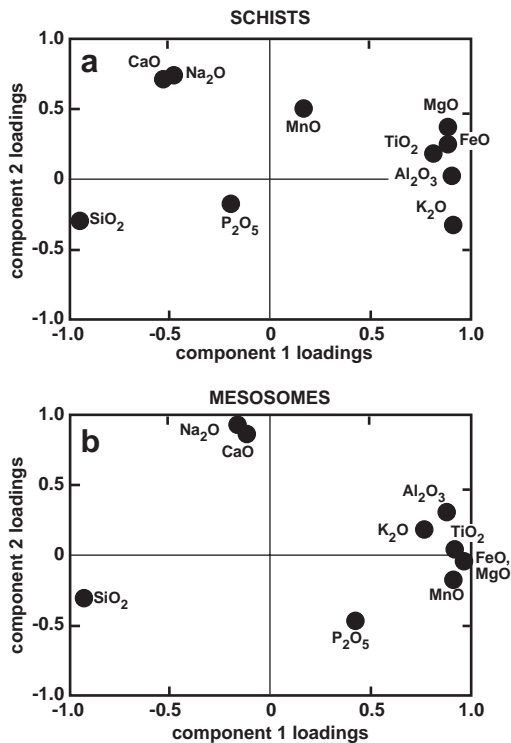 SCHISTS
a
1.0
0.5
0
-0.5
-1.0
component 2 loadings
CaO
Na2O
MnO
MgO
TiO2
FeO
Al2O3
K2O
SiO2
P2O5
-1.0 -0.5 0 0.5 1.0
component 1 loadings
MESOSOMES
b
1.0
0.5
0
-0.5
-1.0
component 2 loadings
Na2O
CaO
Al2O3
K2O
TiO2
FeO,
MgO
MnO
SiO2
P2O5
-1.0 -0.5 0 0.5 1.0
component 1 loadings